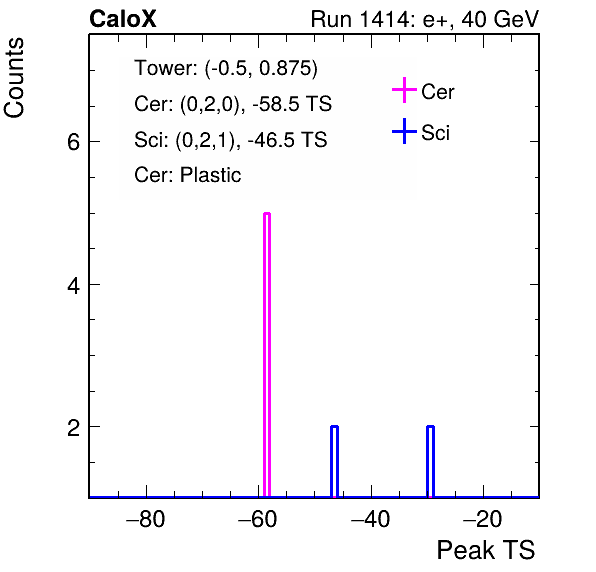 CaloX Run 1414: e+, 40 GeV
Counts
Tower: (-0.5, 0.875)
Cer: (0,2,0), -58.5 TS
Sci: (0,2,1), -46.5 TS
Cer: Plastic
Cer
Sci
6
4
2
−80 −60 −40 −20
Peak TS